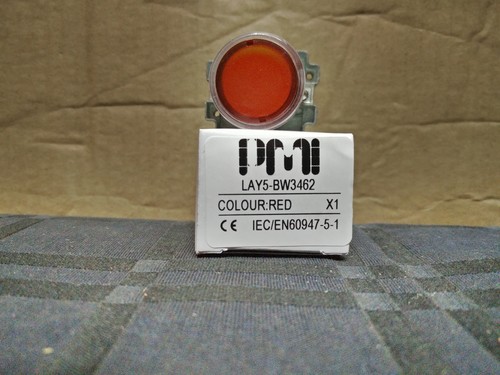 PMI
LAY5-BW3462
COLOUR:RED X1
CE IEC/EN60947-5-1